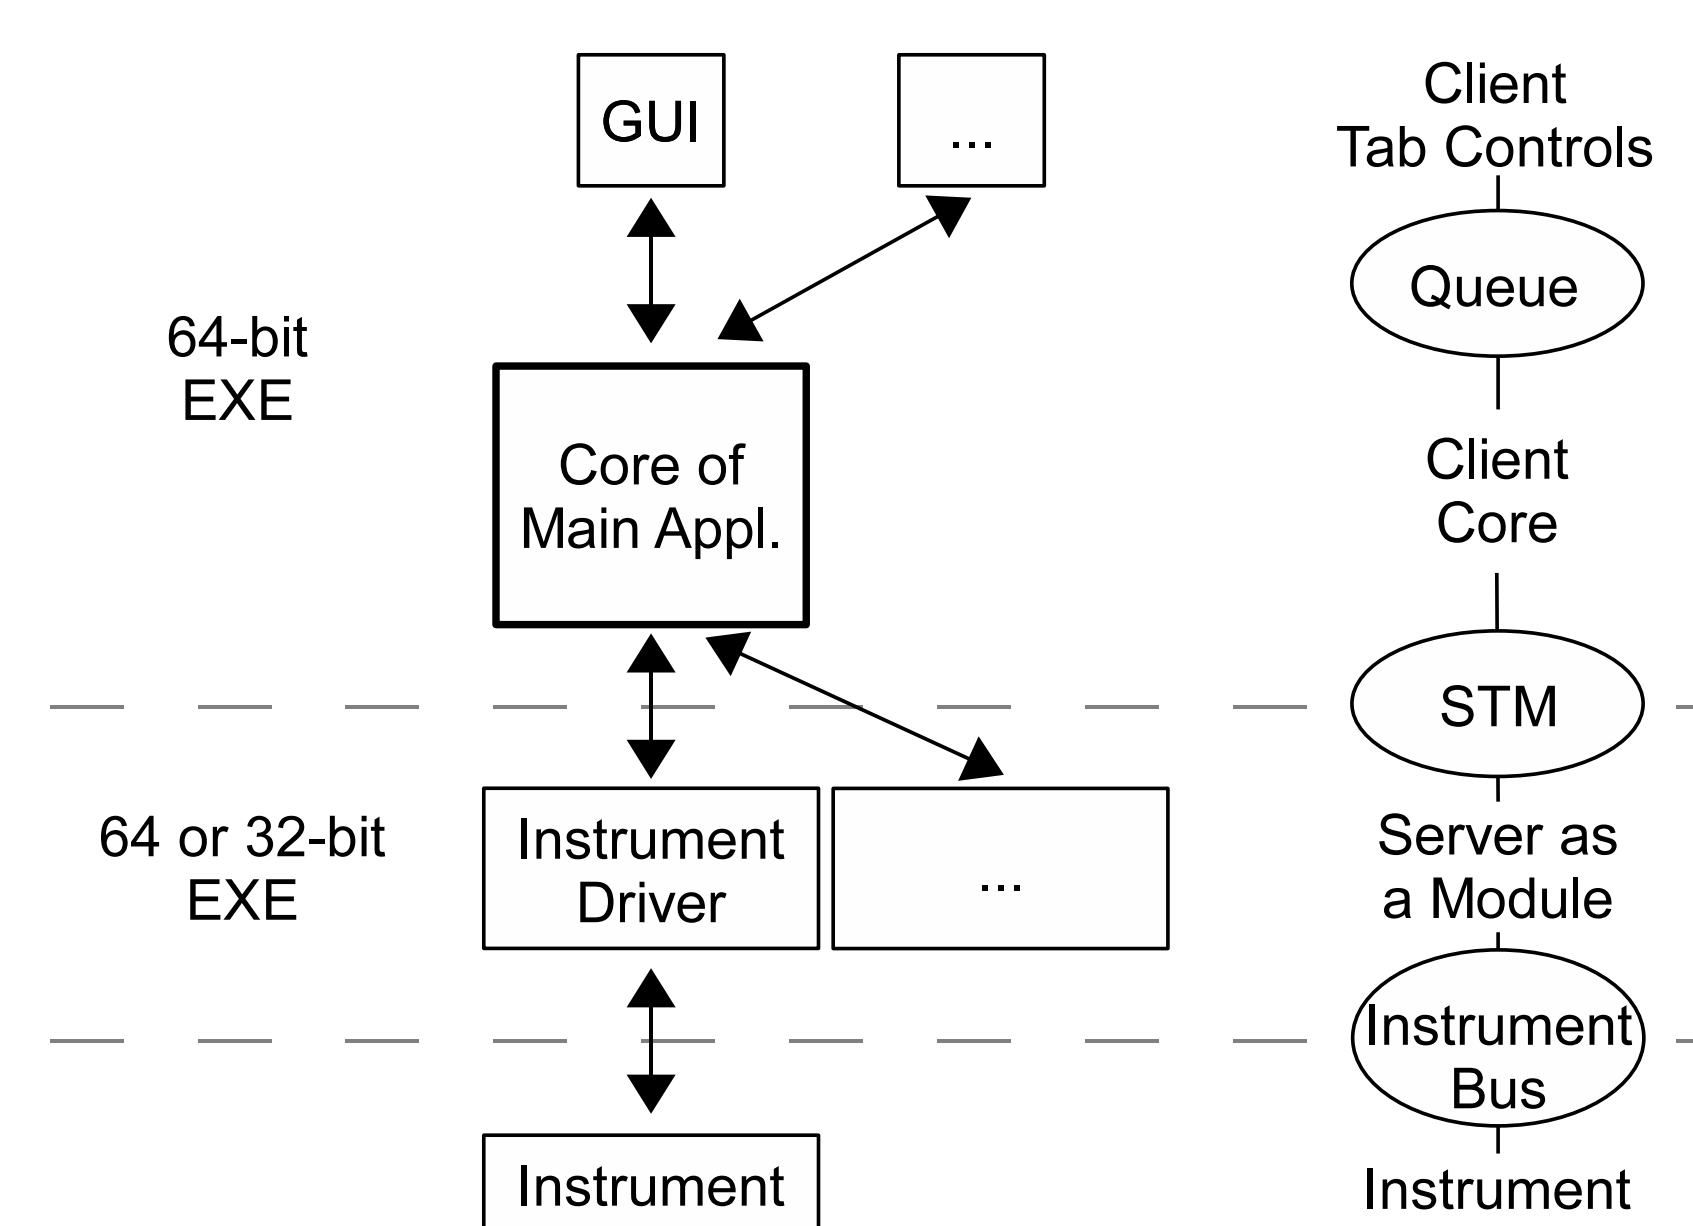 GUI
...
Client
Tab Controls
Queue
64-bit
EXE
Core of
Main Appl.
Client
Core
STM
64 or 32-bit
EXE
Instrument
Driver
...
Server as
a Module
Instrument
Bus
Instrument
Instrument